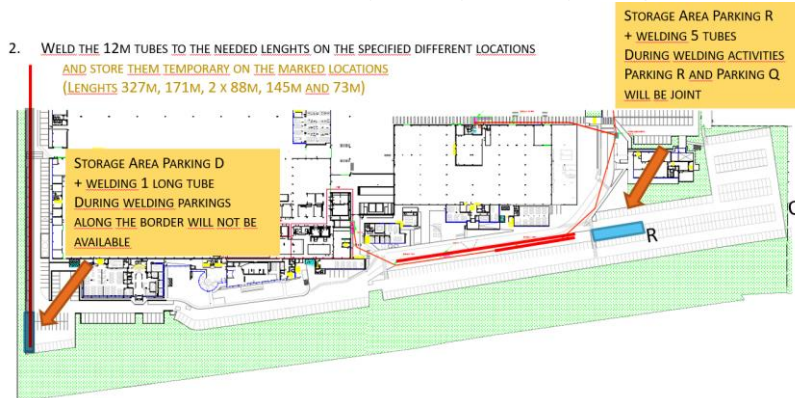 STORAGE AREA PARKING R
+ WELDING 5 TUBES
DURING WELDING ACTIVITIES
PARKING R AND PARKING Q
WILL BE JOINT
2. WELD THE 12M TUBES TO THE NEEDED LENGHTS ON THE SPECIFIED DIFFERENT LOCATIONS
AND STORE THEM TEMPORARY ON THE MARKED LOCATIONS
(LENGHTS 327M, 171M, 2 X 88M, 145M AND 73M)
STORAGE AREA PARKING D
+ WELDING 1 LONG TUBE
DURING WELDING PARKINGS
ALONG THE BORDER WILL NOT BE
AVAILABLE
R